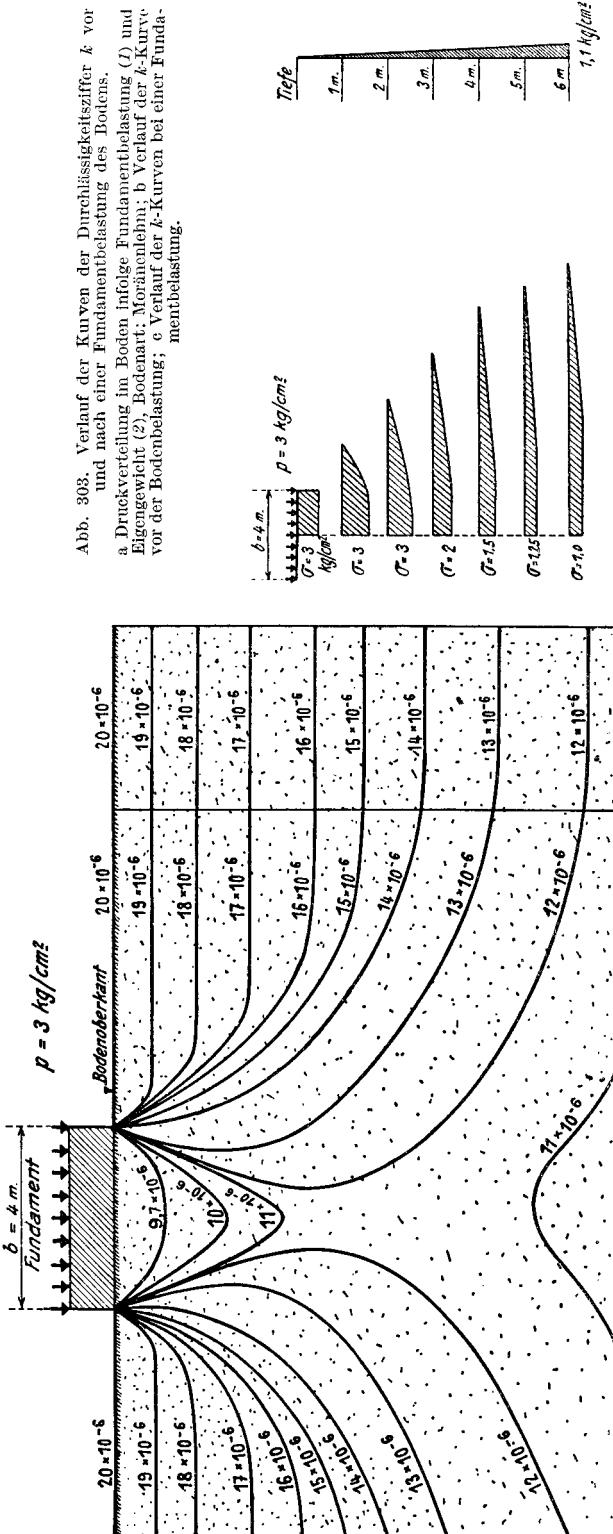 Abb. 303. Verlauf der Kurven der Durchlässigkeitsziffer k vor
und nach einer Fundamentbelastung des Bodens.
a Druckverteilung im Boden infolge Fundamentbelastung (1) und
Eigengewicht (2), Bodenart: Moränenlehm; b Verlauf der k-Kurve
vor der Bodenbelastung; c Verlauf der k-Kurven bei einer Funda-
mentbelastung.
b = 4 m.
p = 3 kg/cm²
σ = 3
kg/cm²
σ = 3
σ = 3
σ = 2
σ = 1.5
σ = 1.25
σ = 1.0
Tiefe
1 m.
2 m.
3 m.
4 m.
5 m.
6 m
1,1 kg/cm²
b = 4 m.
Fundament
p = 3 kg/cm²
Bodenoberkant
20×10⁻⁶
19×10⁻⁶
18×10⁻⁶
17×10⁻⁶
16×10⁻⁶
15×10⁻⁶
14×10⁻⁶
13×10⁻⁶
12×10⁻⁶
9,7×10⁻⁶
10×10⁻⁶
11×10⁻⁶
11×10⁻⁶
20×10⁻⁶
19×10⁻⁶
18×10⁻⁶
17×10⁻⁶
16×10⁻⁶
15×10⁻⁶
14×10⁻⁶
13×10⁻⁶
12×10⁻⁶
20×10⁻⁶
19×10⁻⁶
18×10⁻⁶
17×10⁻⁶
16×10⁻⁶
15×10⁻⁶
14×10⁻⁶
13×10⁻⁶
12×10⁻⁶